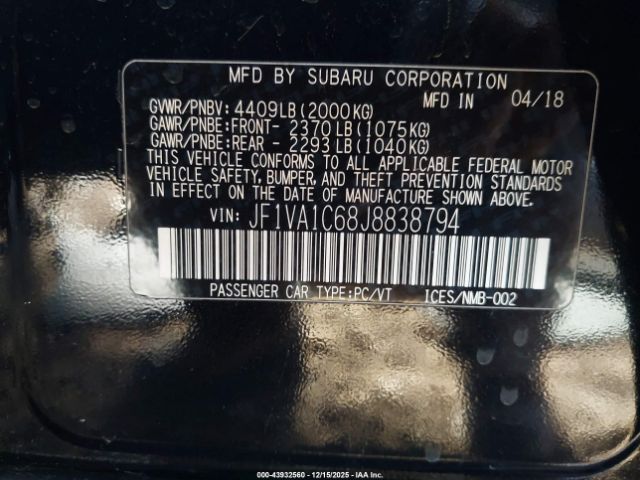 MFD BY SUBARU CORPORATION
MFD IN 04/18
GVWR/PNBV: 4409LB (2000KG)
GAWR/PNBE: FRONT- 2370 LB (1075KG)
GAWR/PNBE: REAR - 2293 LB (1040KG)
THIS VEHICLE CONFORMS TO ALL APPLICABLE FEDERAL MOTOR
VEHICLE SAFETY, BUMPER, AND THEFT PREVENTION STANDARDS
IN EFFECT ON THE DATE OF MANUFACTURE SHOWN ABOVE.
VIN: JF1VA1C68J8838794
PASSENGER CAR TYPE:PC/VT ICES/NMB-002
000-43932560 - 12/15/2025 - IAA Inc.